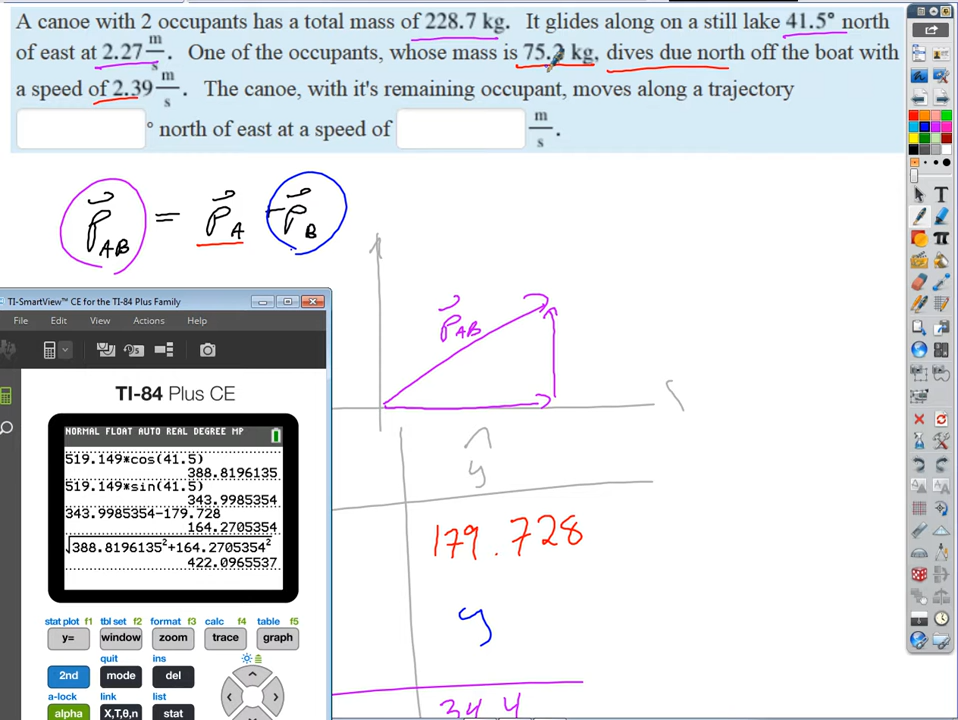 A canoe with 2 occupants has a total mass of 228.7 kg. It glides along on a still lake 41.5° north
of east at 2.27 m/s. One of the occupants, whose mass is 75.2 kg, dives due north off the boat with
a speed of 2.39 m/s. The canoe, with it's remaining occupant, moves along a trajectory
° north of east at a speed of m/s.
P⃗AB = P⃗A + P⃗B
TI-SmartView™ CE for the TI-84 Plus Family
File Edit View Actions Help
TI-84 Plus CE
NORMAL FLOAT AUTO REAL DEGREE MP
519.149*cos(41.5)
388.8196135
519.149*sin(41.5)
343.9985354
343.9985354-179.728
164.2705354
√388.8196135²+164.2705354²
422.0965537
stat plot f1 tbl set f2 format f3 calc f4 table f5
y= window zoom trace graph
quit ins
2nd mode del
a-lock link list
alpha X,T,θ,n stat
P⃗AB
ŷ
179.728
y
344
T
π